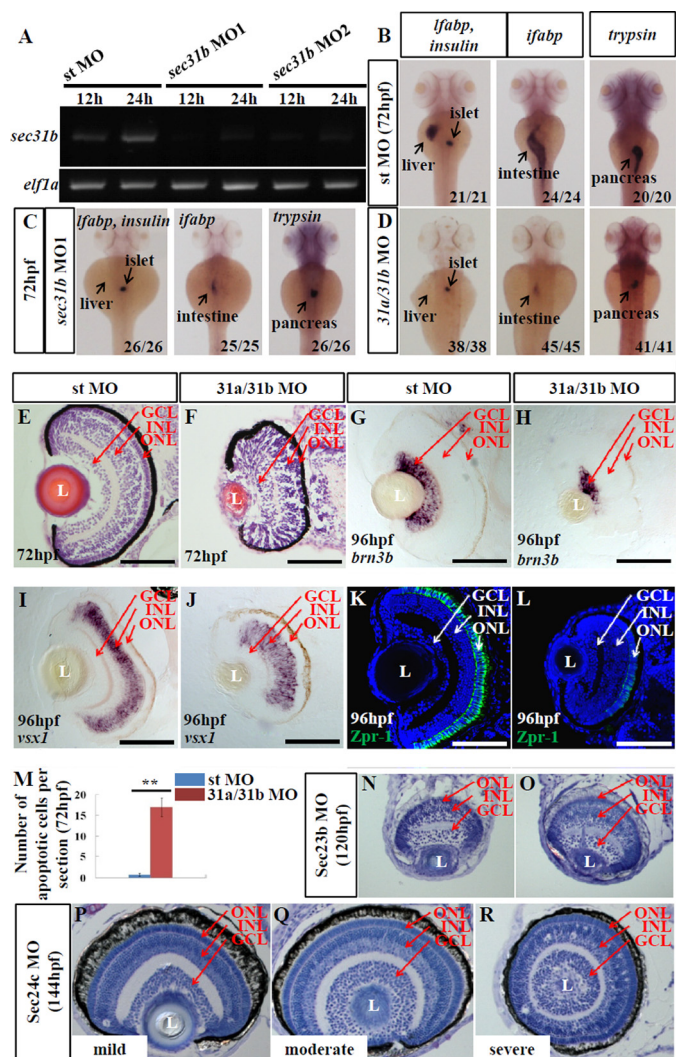 A
st MO
sec31b MO1
sec31b MO2
12h 24h 12h 24h 12h 24h
sec31b
elf1a
B
lfabp, insulin
ifabp
trypsin
st MO (72hpf)
liver
islet
21/21
intestine
24/24
pancreas
20/20
C
72hpf
sec31b MO1
lfabp, insulin
ifabp
trypsin
liver
islet
26/26
intestine
25/25
pancreas
26/26
D
31a/31b MO
liver
islet
38/38
intestine
45/45
pancreas
41/41
st MO
31a/31b MO
st MO
31a/31b MO
E
GCL
INL
ONL
L
72hpf
F
GCL
INL
ONL
L
72hpf
G
GCL
INL
ONL
L
96hpf
brn3b
H
GCL
INL
ONL
L
96hpf
brn3b
I
GCL
INL
ONL
L
96hpf
vsx1
J
GCL
INL
ONL
L
96hpf
vsx1
K
GCL
INL
ONL
L
96hpf
Zpr-1
L
GCL
INL
ONL
L
96hpf
Zpr-1
M
st MO
31a/31b MO
Number of
apoptotic cells per
section (72hpf)
20
15
10
5
0
**
Sec23b MO
(120hpf)
N
ONL
INL
GCL
L
O
ONL
INL
GCL
L
Sec24c MO
(144hpf)
P
ONL
INL
GCL
L
mild
Q
ONL
INL
GCL
L
moderate
R
ONL
INL
GCL
L
severe